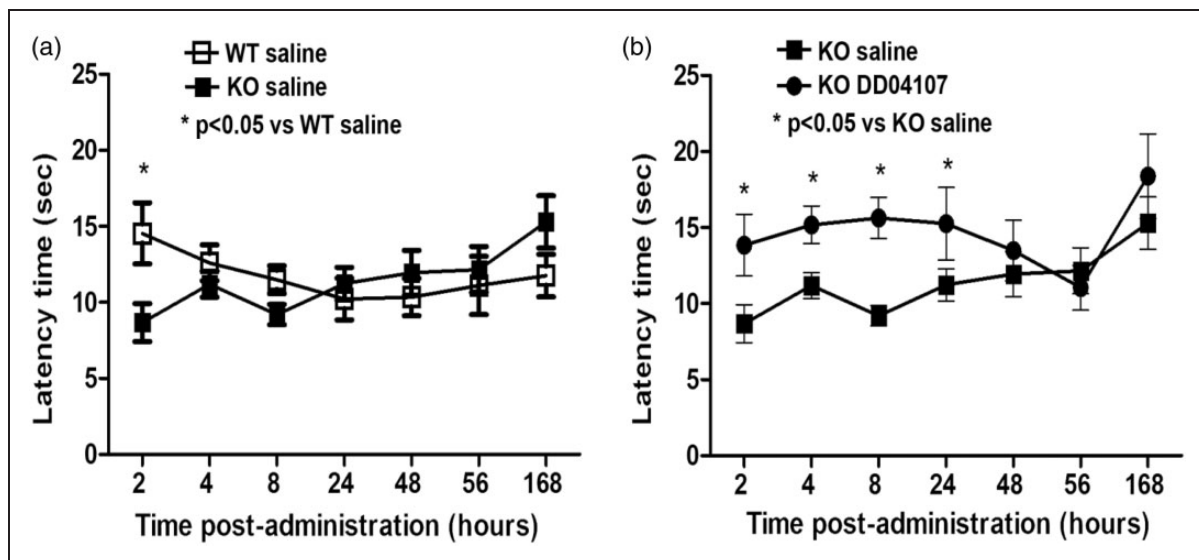 (a)
WT saline
KO saline
* p<0.05 vs WT saline
*
25
20
15
10
5
0
Latency time (sec)
2 4 8 24 48 56 168
Time post-administration (hours)
(b)
KO saline
KO DD04107
* p<0.05 vs KO saline
* * * *
25
20
15
10
5
0
Latency time (sec)
2 4 8 24 48 56 168
Time post-administration (hours)